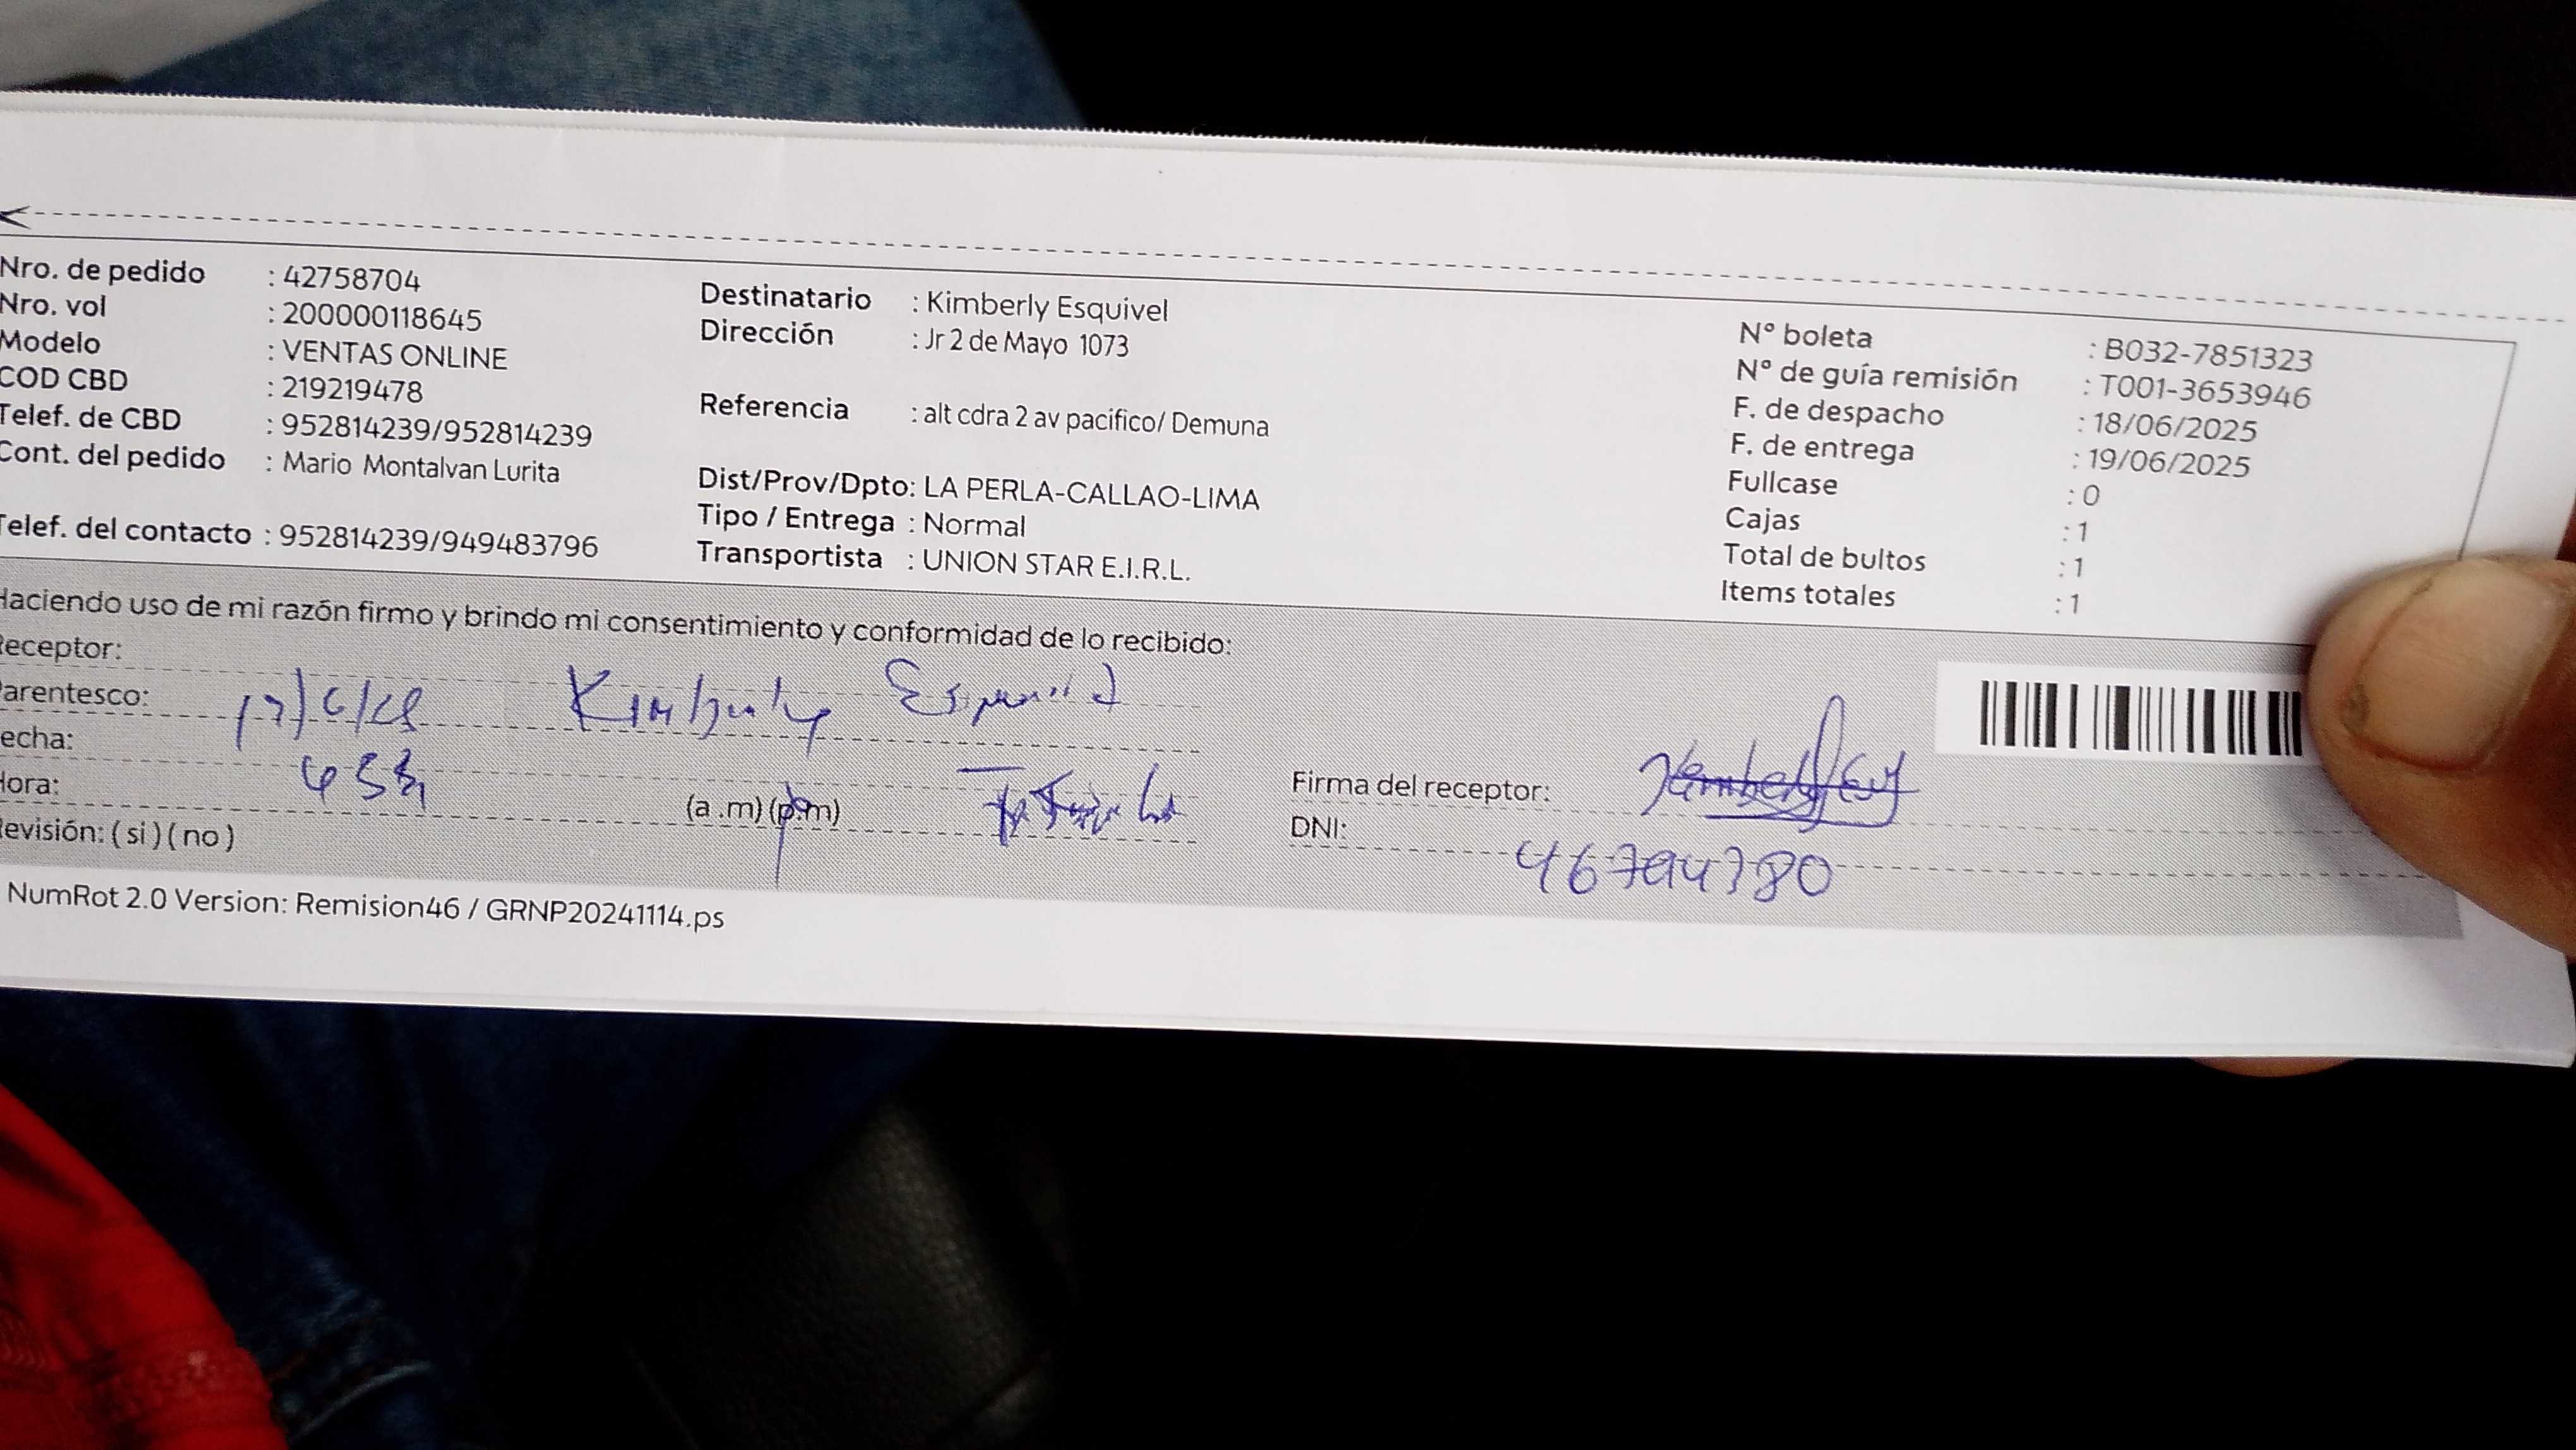 Nro. de pedido : 42758704
Nro. vol : 200000118645
Modelo : VENTAS ONLINE
COD CBD : 219219478
Telef. de CBD : 952814239/952814239
Cont. del pedido : Mario Montalvan Lurita
Telef. del contacto : 952814239/949483796
Destinatario : Kimberly Esquivel
Dirección : Jr 2 de Mayo 1073
Referencia : alt cdra 2 av pacifico/ Demuna
Dist/Prov/Dpto: LA PERLA-CALLAO-LIMA
Tipo / Entrega : Normal
Transportista : UNION STAR E.I.R.L.
N° boleta : B032-7851323
N° de guía remisión : T001-3653946
F. de despacho : 18/06/2025
F. de entrega : 19/06/2025
Fullcase : 0
Cajas : 1
Total de bultos : 1
Items totales : 1
Haciendo uso de mi razón firmo y brindo mi consentimiento y conformidad de lo recibido:
Receptor:
Parentesco: Kimberly Esquivel
Fecha:
Hora: (a .m) (p.m)
Revisión: ( si ) ( no )
Firma del receptor:
DNI: 46794780
NumRot 2.0 Version: Remision46 / GRNP20241114.ps